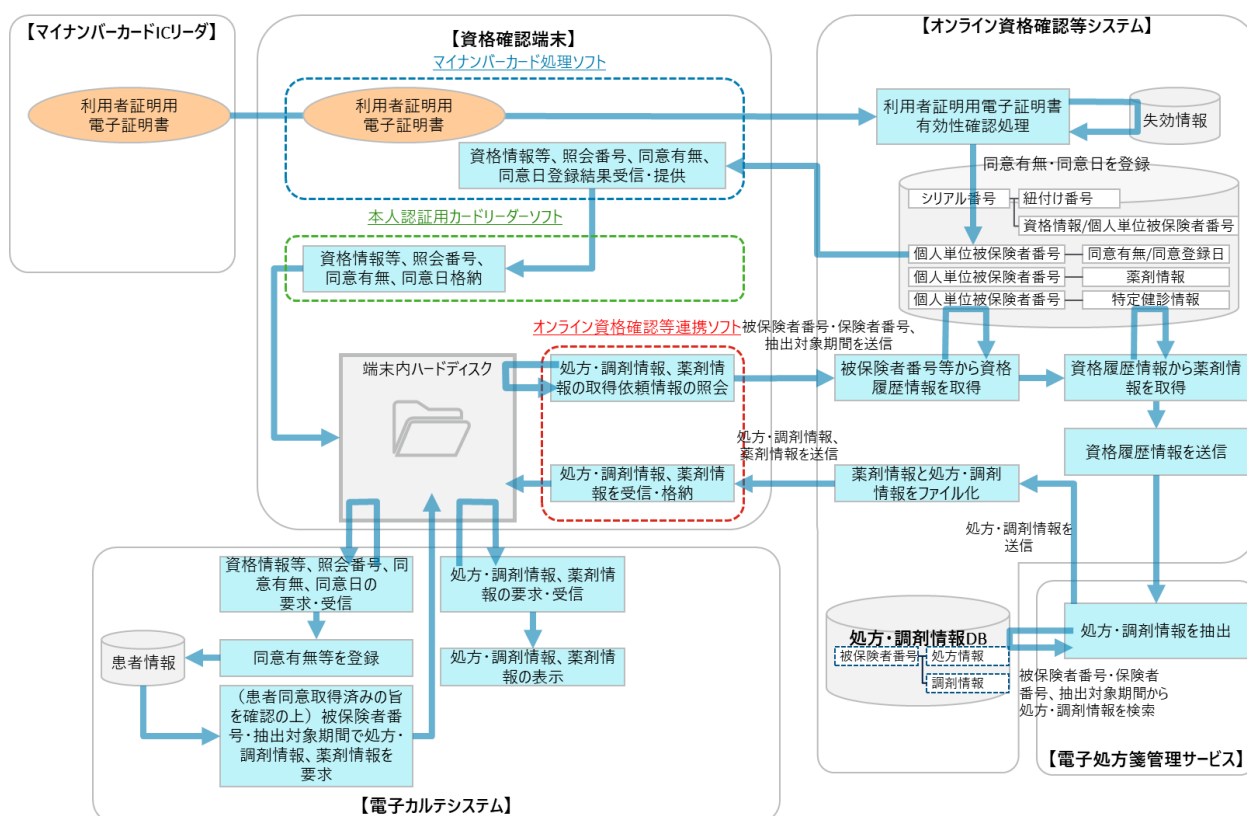 【マイナンバーカードICリーダ】
【資格確認端末】
【オンライン資格確認等システム】
マイナンバーカード処理ソフト
利用者証明用
電子証明書
利用者証明用
電子証明書
利用者証明用電子証明書
有効性確認処理
失効情報
資格情報等、照会番号、同意有無、
同意日登録結果受信・提供
同意有無・同意日を登録
シリアル番号
紐付け番号
資格情報/個人単位被保険者番号
本人認証用カードリーダーソフト
資格情報等、照会番号、
同意有無、同意日格納
個人単位被保険者番号
同意有無/同意登録日
個人単位被保険者番号
薬剤情報
個人単位被保険者番号
特定健診情報
オンライン資格確認等連携ソフト
被保険者番号・保険者番号、
抽出対象期間を送信
端末内ハードディスク
処方・調剤情報、薬剤情
報の取得依頼情報の照会
被保険者番号等から資格
履歴情報を取得
資格履歴情報から薬剤情
報を取得
処方・調剤情報、
薬剤情報を送信
資格履歴情報を送信
処方・調剤情報、薬剤情
報を受信・格納
薬剤情報と処方・調剤
情報をファイル化
処方・調剤情報を
送信
資格情報等、照会番号、同
意有無、同意日の
要求・受信
処方・調剤情報、薬剤情
報の要求・受信
患者情報
同意有無等を登録
処方・調剤情報、薬剤情
報の表示
処方・調剤情報DB
被保険者番号
処方情報
調剤情報
処方・調剤情報を抽出
被保険者番号・保険者
番号、抽出対象期間から
処方・調剤情報を検索
（患者同意取得済みの旨
を確認の上）被保険者番
号・抽出対象期間で処方・
調剤情報、薬剤情報を
要求
【電子処方箋管理サービス】
【電子カルテシステム】